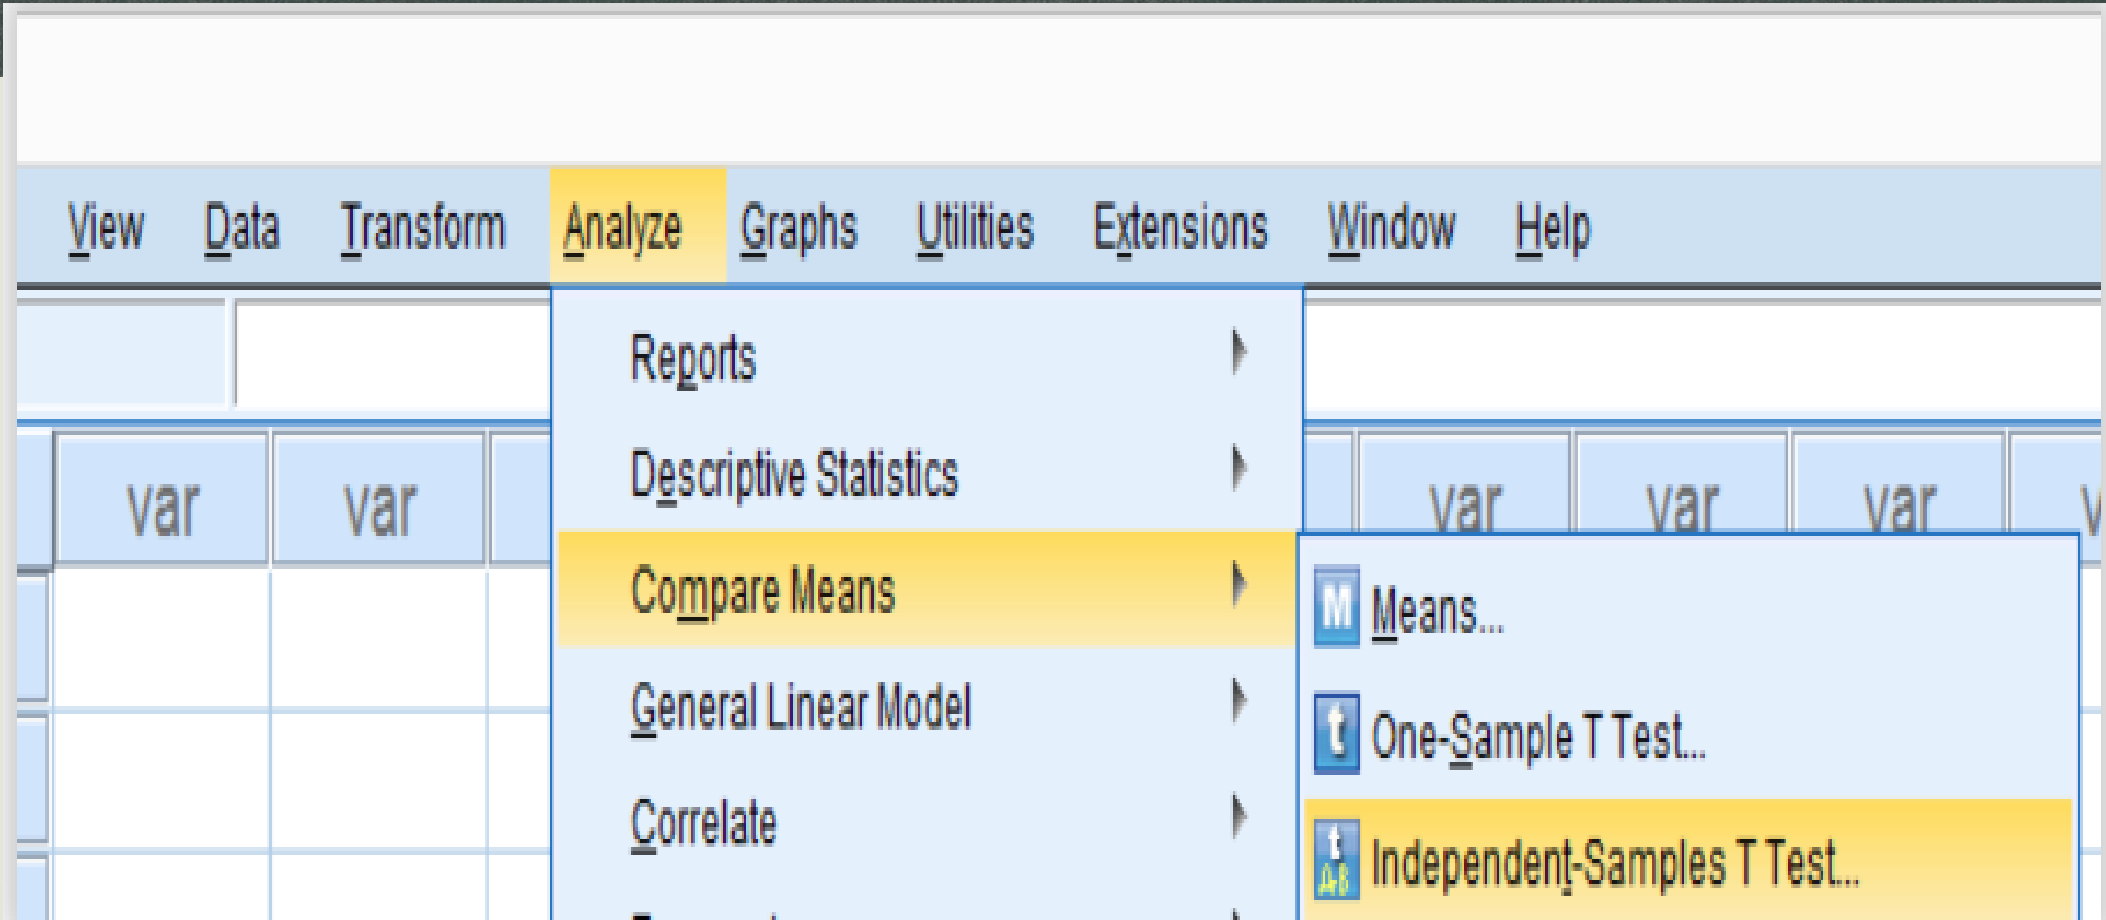 View Data Transform Analyze Graphs Utilities Extensions Window Help
Reports
Descriptive Statistics
var var var var var
Compare Means
M Means...
General Linear Model
t One-Sample T Test...
Correlate
t A-B Independent-Samples T Test...